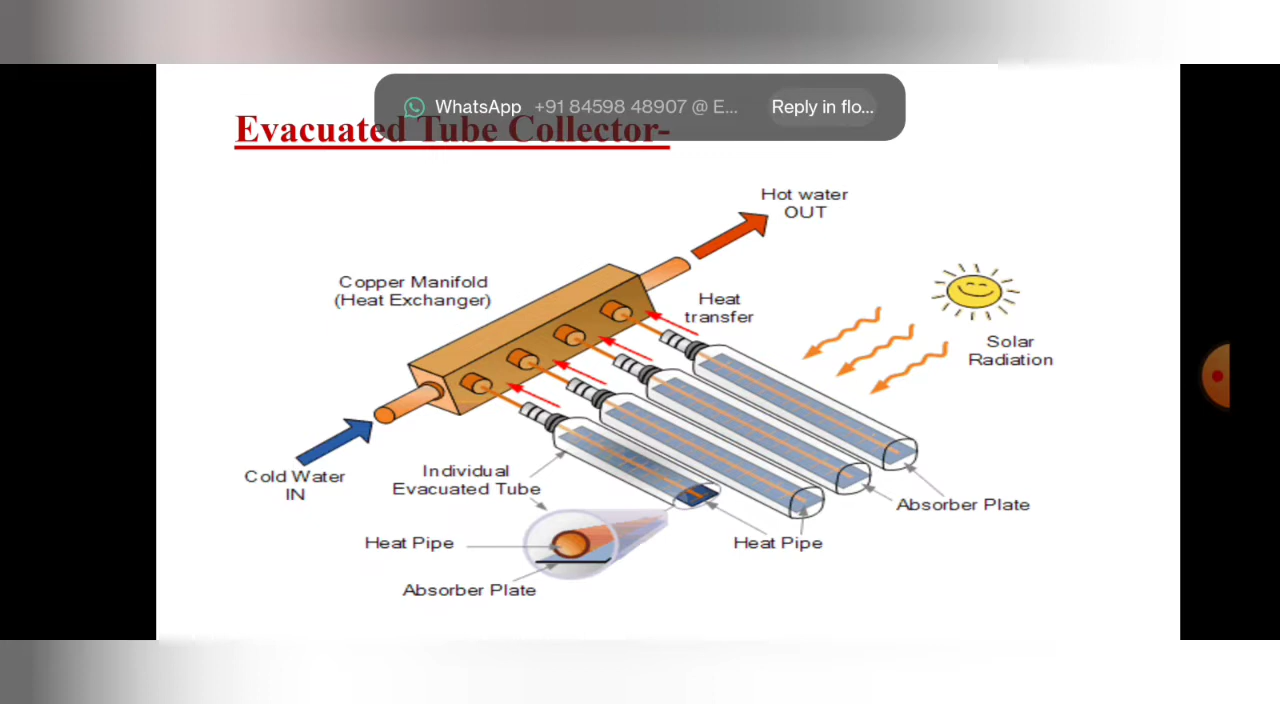 WhatsApp +91 84598 48907 @ E... Reply in flo...
Evacuated Tube Collector-
Hot water
OUT
Copper Manifold
(Heat Exchanger)
Heat
transfer
Solar
Radiation
Cold Water
IN
Individual
Evacuated Tube
Absorber Plate
Heat Pipe
Heat Pipe
Absorber Plate